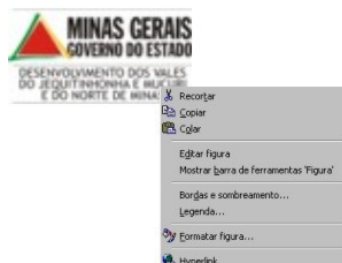 MINAS GERAIS
GOVERNO DO ESTADO
DESENVOLVIMENTO DOS VALES
DO JEQUITINHONHA E MUCURI
E DO NORTE DE MINAS
Recortar
Copiar
Colar
Editar figura
Mostrar barra de ferramentas 'Figura'
Bordas e sombreamento...
Legenda...
Formatar figura...
Hyperlink